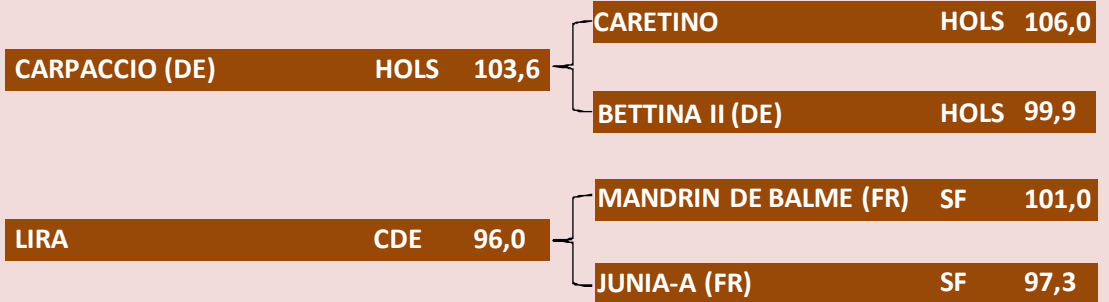 CARETINO HOLS 106,0
CARPACCIO (DE) HOLS 103,6
BETTINA II (DE) HOLS 99,9
MANDRIN DE BALME (FR) SF 101,0
LIRA CDE 96,0
JUNIA-A (FR) SF 97,3